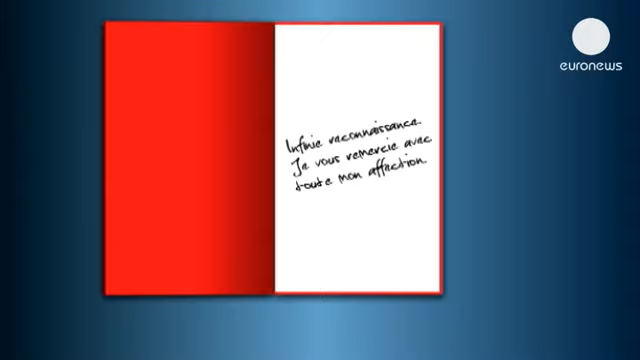 euronews
Infinie reconnaissance.
Je vous remercie avec
toute mon affection.